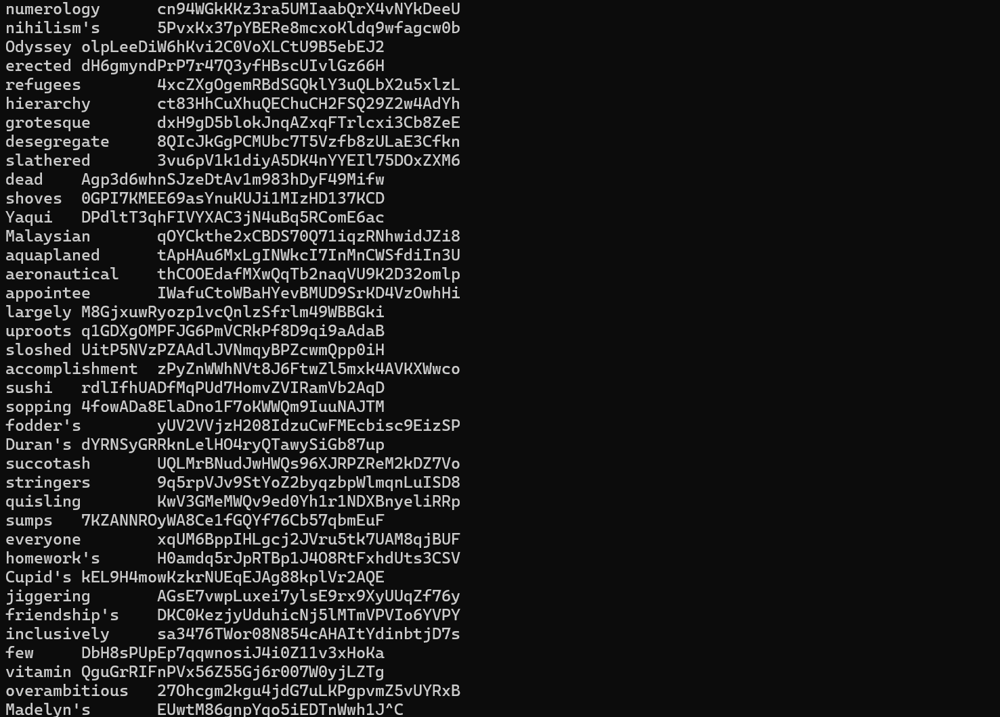 numerology      cn94WGkKKz3ra5UMIaabQrX4vNYkDeeU
nihilism's      5PvxKx37pYBERe8mcxoKldq9wfagcw0b
Odyssey olpLeeDiW6hKvi2C0VoXLCtU9B5ebEJ2
erected dH6gmyndPrP7r47Q3yfHBscUIvlGz66H
refugees        4xcZXgOgemRBdSGQklY3uQLbX2u5xlzL
hierarchy       ct83HhCuXhuQEChuCH2FSQ29Z2w4AdYh
grotesque       dxH9gD5blokJnqAZxqFTrlcxi3Cb8ZeE
desegregate     8QIcJkGgPCMUbc7T5Vzfb8zULaE3Cfkn
slathered       3vu6pV1k1diyA5DK4nYYEIl75DOxZXM6
dead    Agp3d6whnSJzeDtAv1m983hDyF49Mifw
shoves  0GPI7KMEE69asYnuKUJi1MIzHD137KCD
Yaqui   DPdltT3qhFIVYXAC3jN4uBq5RComE6ac
Malaysian       qOYCkthe2xCBDS70Q71iqzRNhwidJZi8
aquaplaned      tApHAu6MxLgINWkcI7InMnCWSfdiIn3U
aeronautical    thCOOEdafMXwQqTb2naqVU9K2D32omlp
appointee       IWafuCtoWBaHYevBMUD9SrKD4VzOwhHi
largely M8GjxuwRyozp1vcQnlzSfrlm49WBBGki
uproots q1GDXgOMPFJG6PmVCRkPf8D9qi9aAdaB
sloshed UitP5NVzPZAAdlJVNmqyBPZcwmQpp0iH
accomplishment  zPyZnWWhNVt8J6FtwZl5mxk4AVKXWwco
sushi   rdlIfhUADfMqPUd7HomvZVIRamVb2AqD
sopping 4fowADa8ElaDno1F7oKWWQm9IuuNAJTM
fodder's        yUV2VVjzH208IdzuCwFMEcbisc9EizSP
Duran's dYRNSyGRRknLelHO4ryQTawySiGb87up
succotash       UQLMrBNudJwHWQs96XJRPZReM2kDZ7Vo
stringers       9q5rpVJv9StYoZ2byqzbpWlmqnLuISD8
quisling        KwV3GMeMWQv9ed0Yh1r1NDXBnyeliRRp
sumps   7KZANNROyWA8Ce1fGQYf76Cb57qbmEuF
everyone        xqUM6BppIHLgcj2JVru5tk7UAM8qjBUF
homework's      H0amdq5rJpRTBp1J4O8RtFxhdUts3CSV
Cupid's kEL9H4mowKzkrNUEqEJAg88kplVr2AQE
jiggering       AGsE7vwpLuxei7ylsE9rx9XyUUqZf76y
friendship's    DKC0KezjyUduhicNj5lMTmVPVIo6YVPY
inclusively     sa3476TWor08N854cAHAItYdinbtjD7s
few     DbH8sPUpEp7qqwnosiJ4i0Z11v3xHoKa
vitamin QguGrRIFnPVx56Z55Gj6r007W0yjLZTg
overambitious   27Ohcgm2kgu4jdG7uLKPgpvmZ5vUYRxB
Madelyn's       EUwtM86gnpYqo5iEDTnWwh1J^C